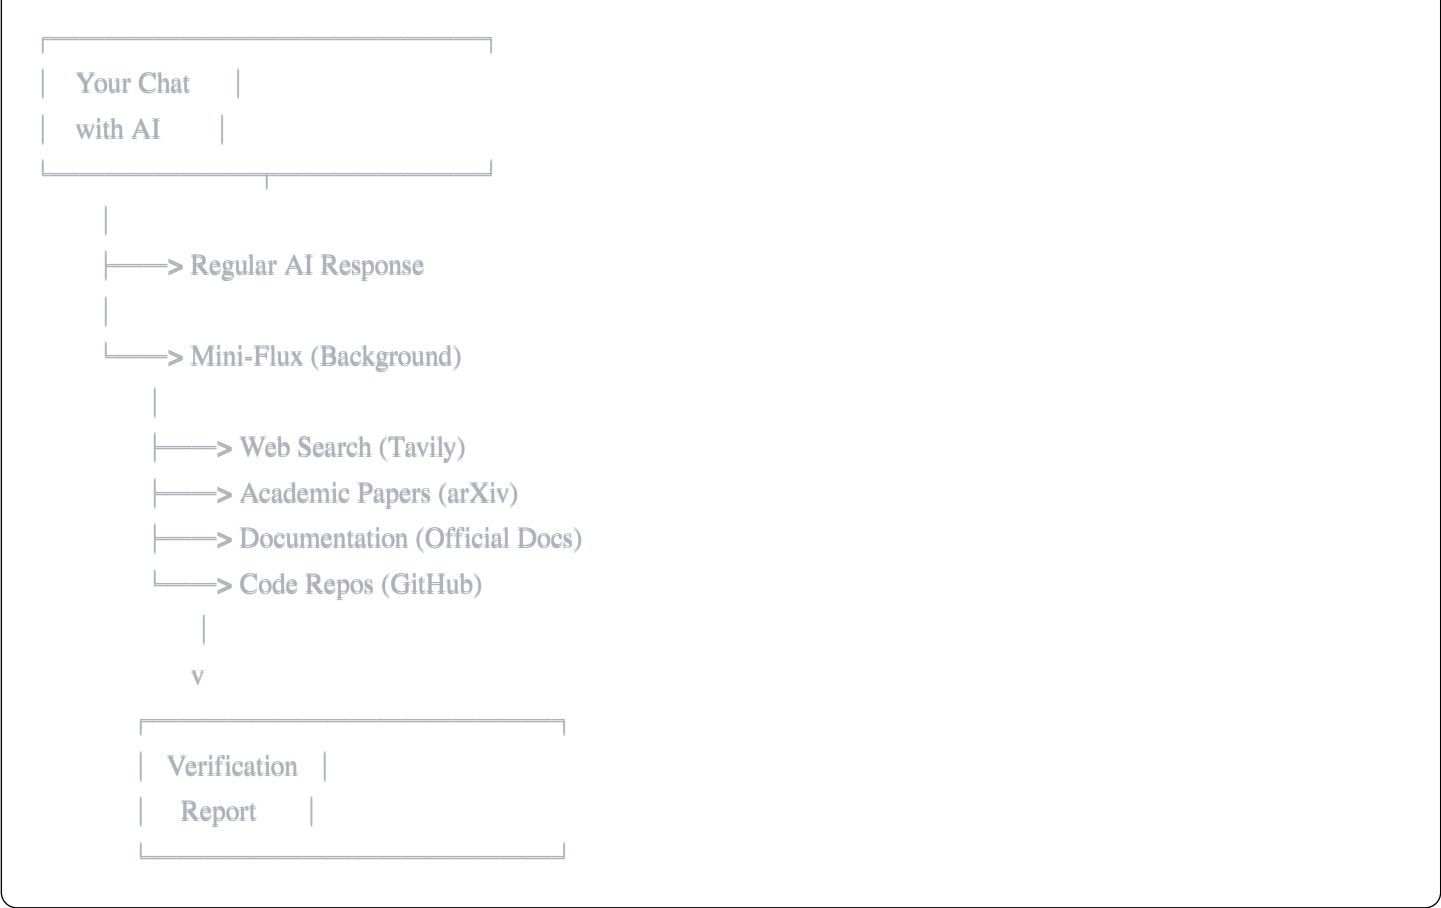 ┌─────────────────┐
│ Your Chat │
│ with AI │
└────────┬────────┘
│
├──> Regular AI Response
│
└──> Mini-Flux (Background)
│
├──> Web Search (Tavily)
├──> Academic Papers (arXiv)
├──> Documentation (Official Docs)
└──> Code Repos (GitHub)
│
v
┌────────────────┐
│ Verification │
│ Report │
└────────────────┘